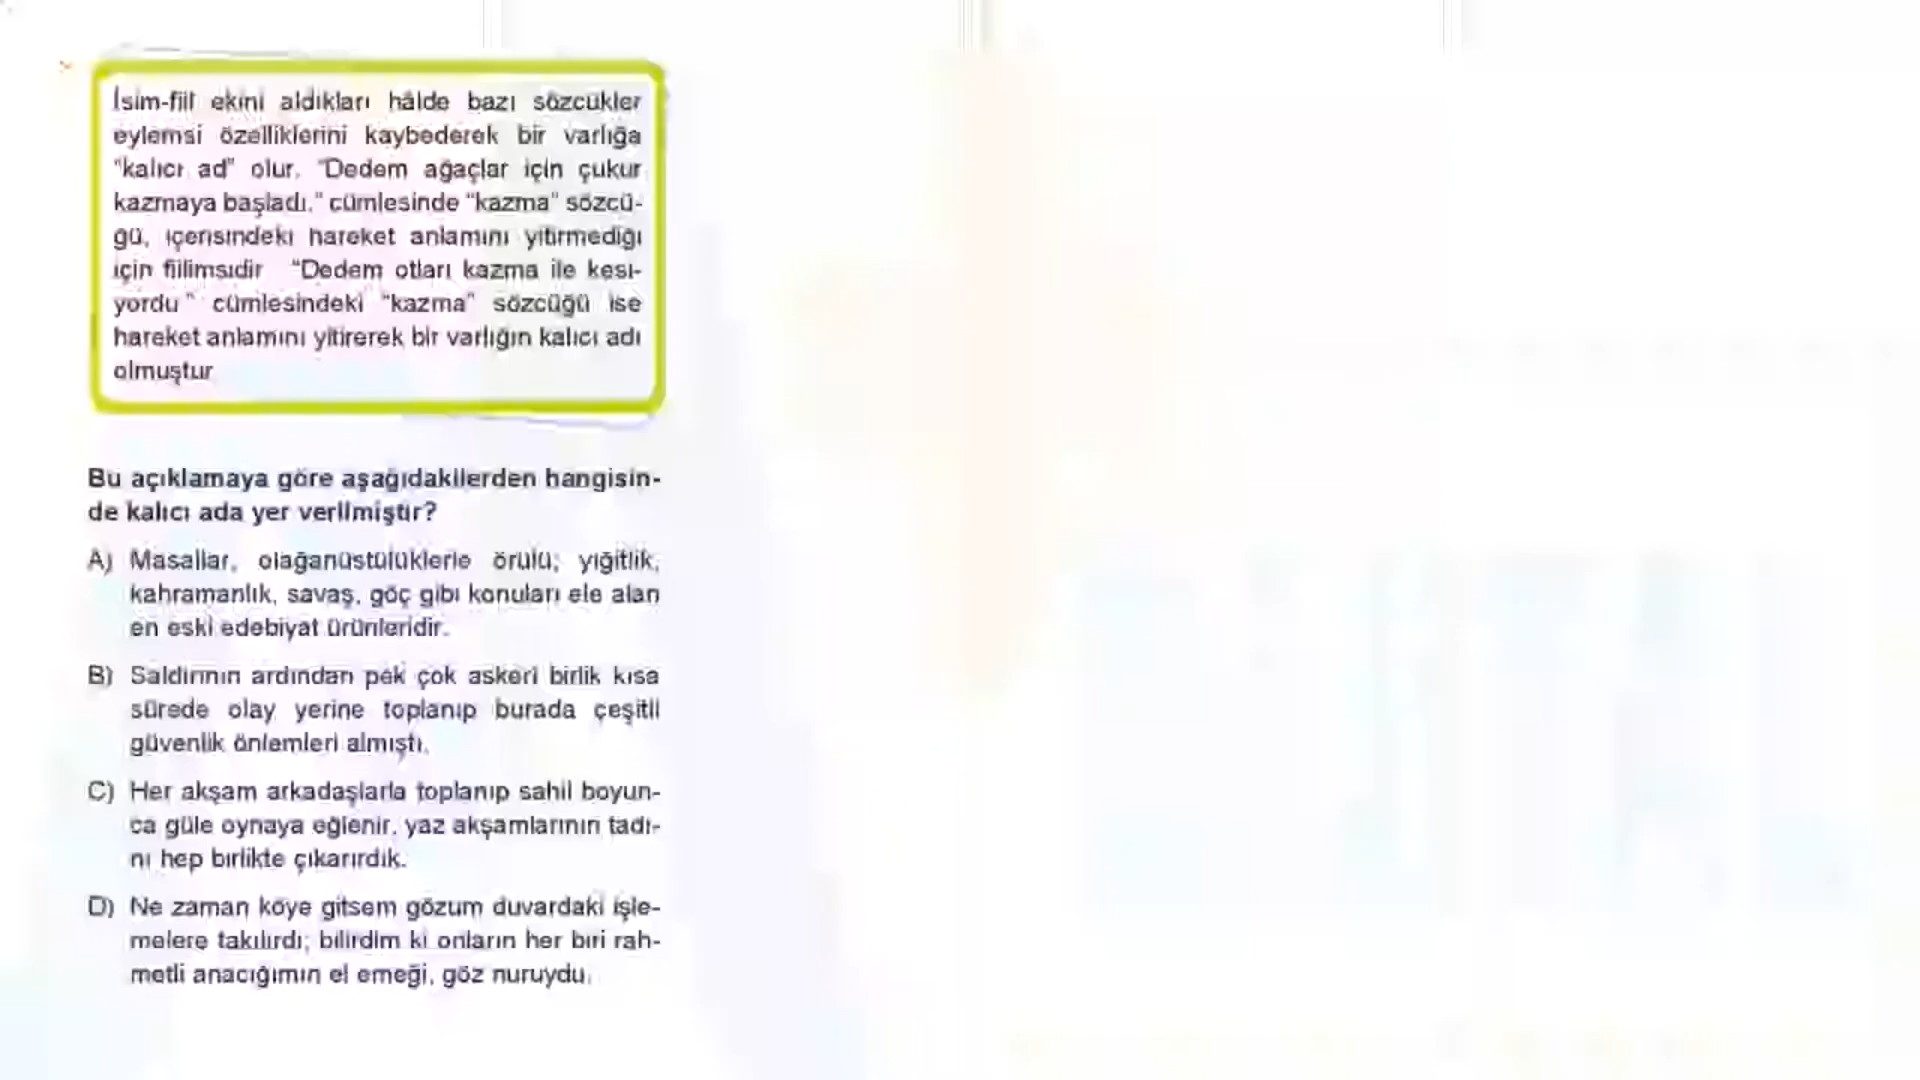 İsim-fiil ekini aldıkları hâlde bazı sözcükler
eylemsi özelliklerini kaybederek bir varlığa
"kalıcı ad" olur. "Dedem ağaçlar için çukur
kazmaya başladı." cümlesinde "kazma" sözcü-
ğü, içerisindeki hareket anlamını yitirmediği
için fiilimsidir "Dedem otları kazma ile kesi-
yordu" cümlesindeki "kazma" sözcüğü ise
hareket anlamını yitirerek bir varlığın kalıcı adı
olmuştur
Bu açıklamaya göre aşağıdakilerden hangisin-
de kalıcı ada yer verilmiştir?
A) Masallar, olağanüstülüklerle örülü; yiğitlik,
kahramanlık, savaş, göç gibi konuları ele alan
en eski edebiyat ürünleridir.
B) Saldırının ardından pek çok askeri birlik kısa
sürede olay yerine toplanıp burada çeşitli
güvenlik önlemleri almıştı.
C) Her akşam arkadaşlarla toplanıp sahil boyun-
ca güle oynaya eğlenir, yaz akşamlarının tadı-
nı hep birlikte çıkarırdık.
D) Ne zaman köye gitsem gözüm duvardaki işle-
melere takılırdı; bilirdim ki onların her biri rah-
metli anacığımın el emeği, göz nuruydu.